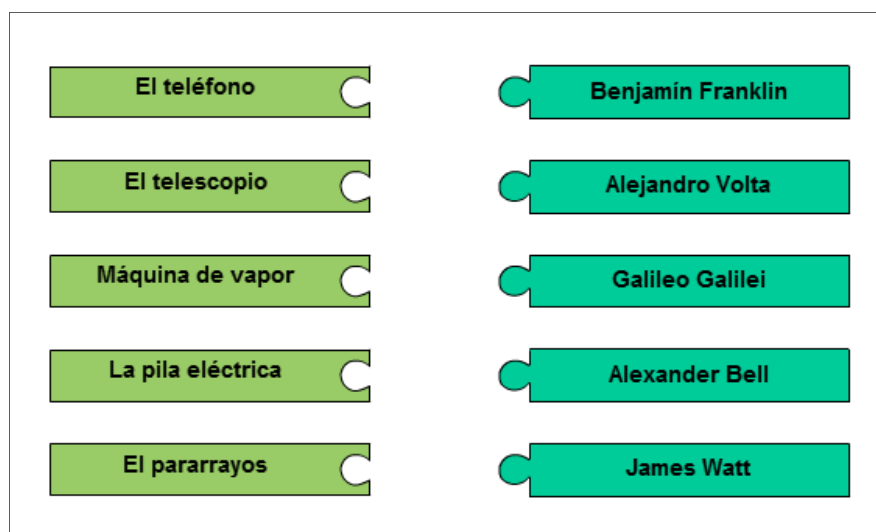 El teléfono
Benjamín Franklin
El telescopio
Alejandro Volta
Máquina de vapor
Galileo Galilei
La pila eléctrica
Alexander Bell
El pararrayos
James Watt